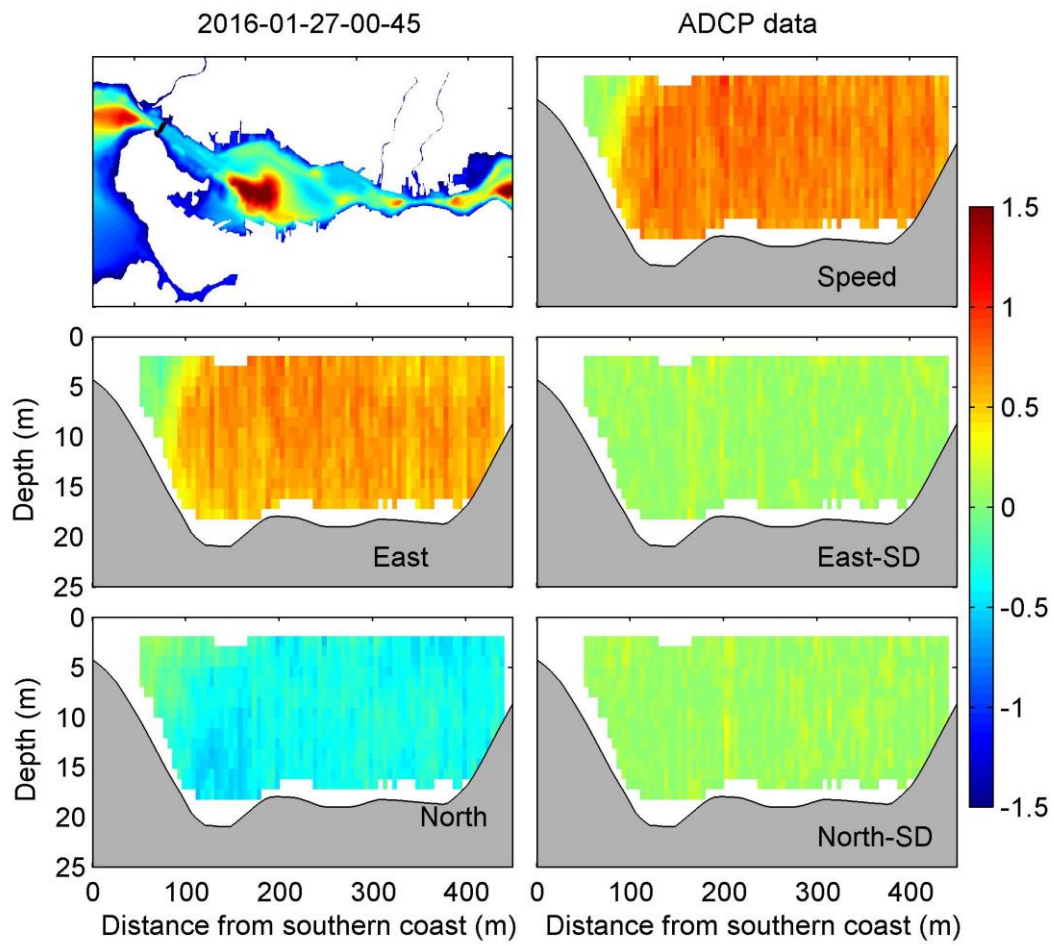 2016-01-27-00-45
ADCP data
Speed
1.5
1
0.5
0
-0.5
-1
-1.5
0
5
10
15
20
25
Depth (m)
East
East-SD
0
5
10
15
20
25
Depth (m)
North
North-SD
0 100 200 300 400
0 100 200 300 400
Distance from southern coast (m)
Distance from southern coast (m)